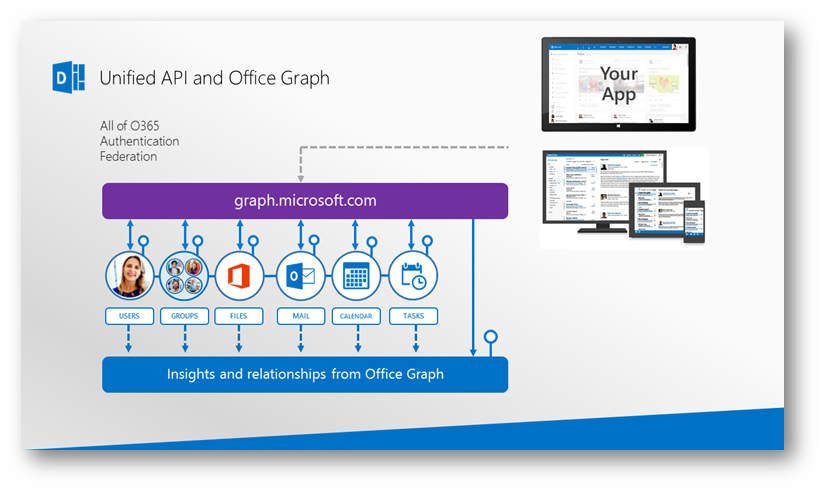 D
Unified API and Office Graph
All of O365
Authentication
Federation
Your
App
graph.microsoft.com
USERS
GROUPS
FILES
MAIL
CALENDAR
TASKS
Insights and relationships from Office Graph